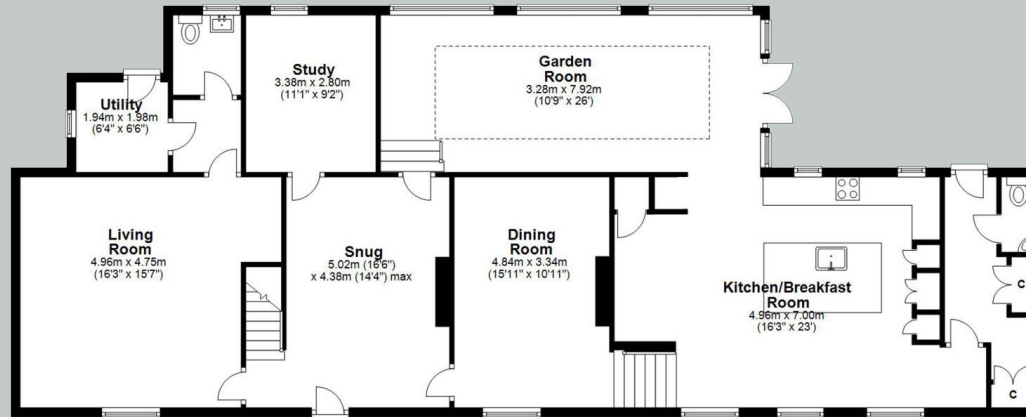 Study
3.38m x 2.80m
(11'1" x 9'2")
Garden
Room
3.28m x 7.92m
(10'9" x 26')
Utility
1.94m x 1.98m
(6'4" x 6'6")
Living
Room
4.96m x 4.75m
(16'3" x 15'7")
Snug
5.02m (16'6")
x 4.38m (14'4") max
Dining
Room
4.84m x 3.34m
(15'11" x 10'11")
Kitchen/Breakfast
Room
4.96m x 7.00m
(16'3" x 23')
C
C